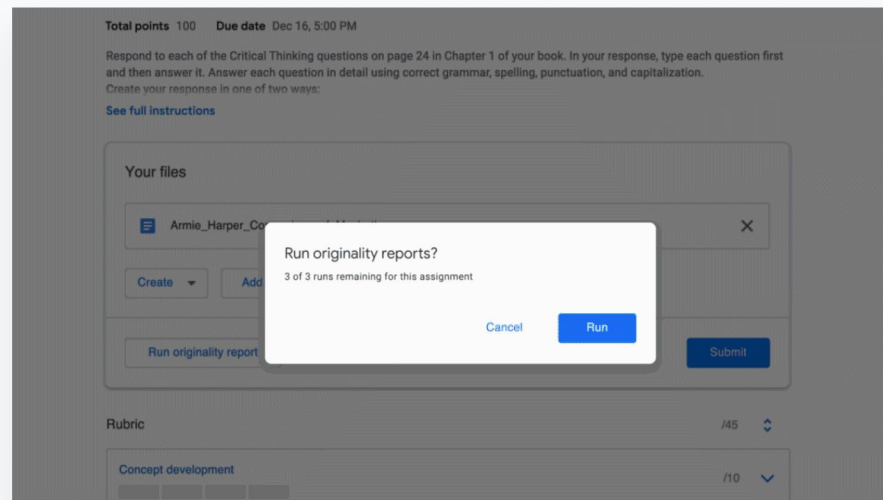 Total points 100 Due date Dec 16, 5:00 PM
Respond to each of the Critical Thinking questions on page 24 in Chapter 1 of your book. In your response, type each question first
and then answer it. Answer each question in detail using correct grammar, spelling, punctuation, and capitalization.
Create your response in one of two ways:
See full instructions
Your files
Armie_Harper_Co
Create Add
Run originality reports?
3 of 3 runs remaining for this assignment
Cancel Run
Run originality report Submit
Rubric /45
Concept development /10